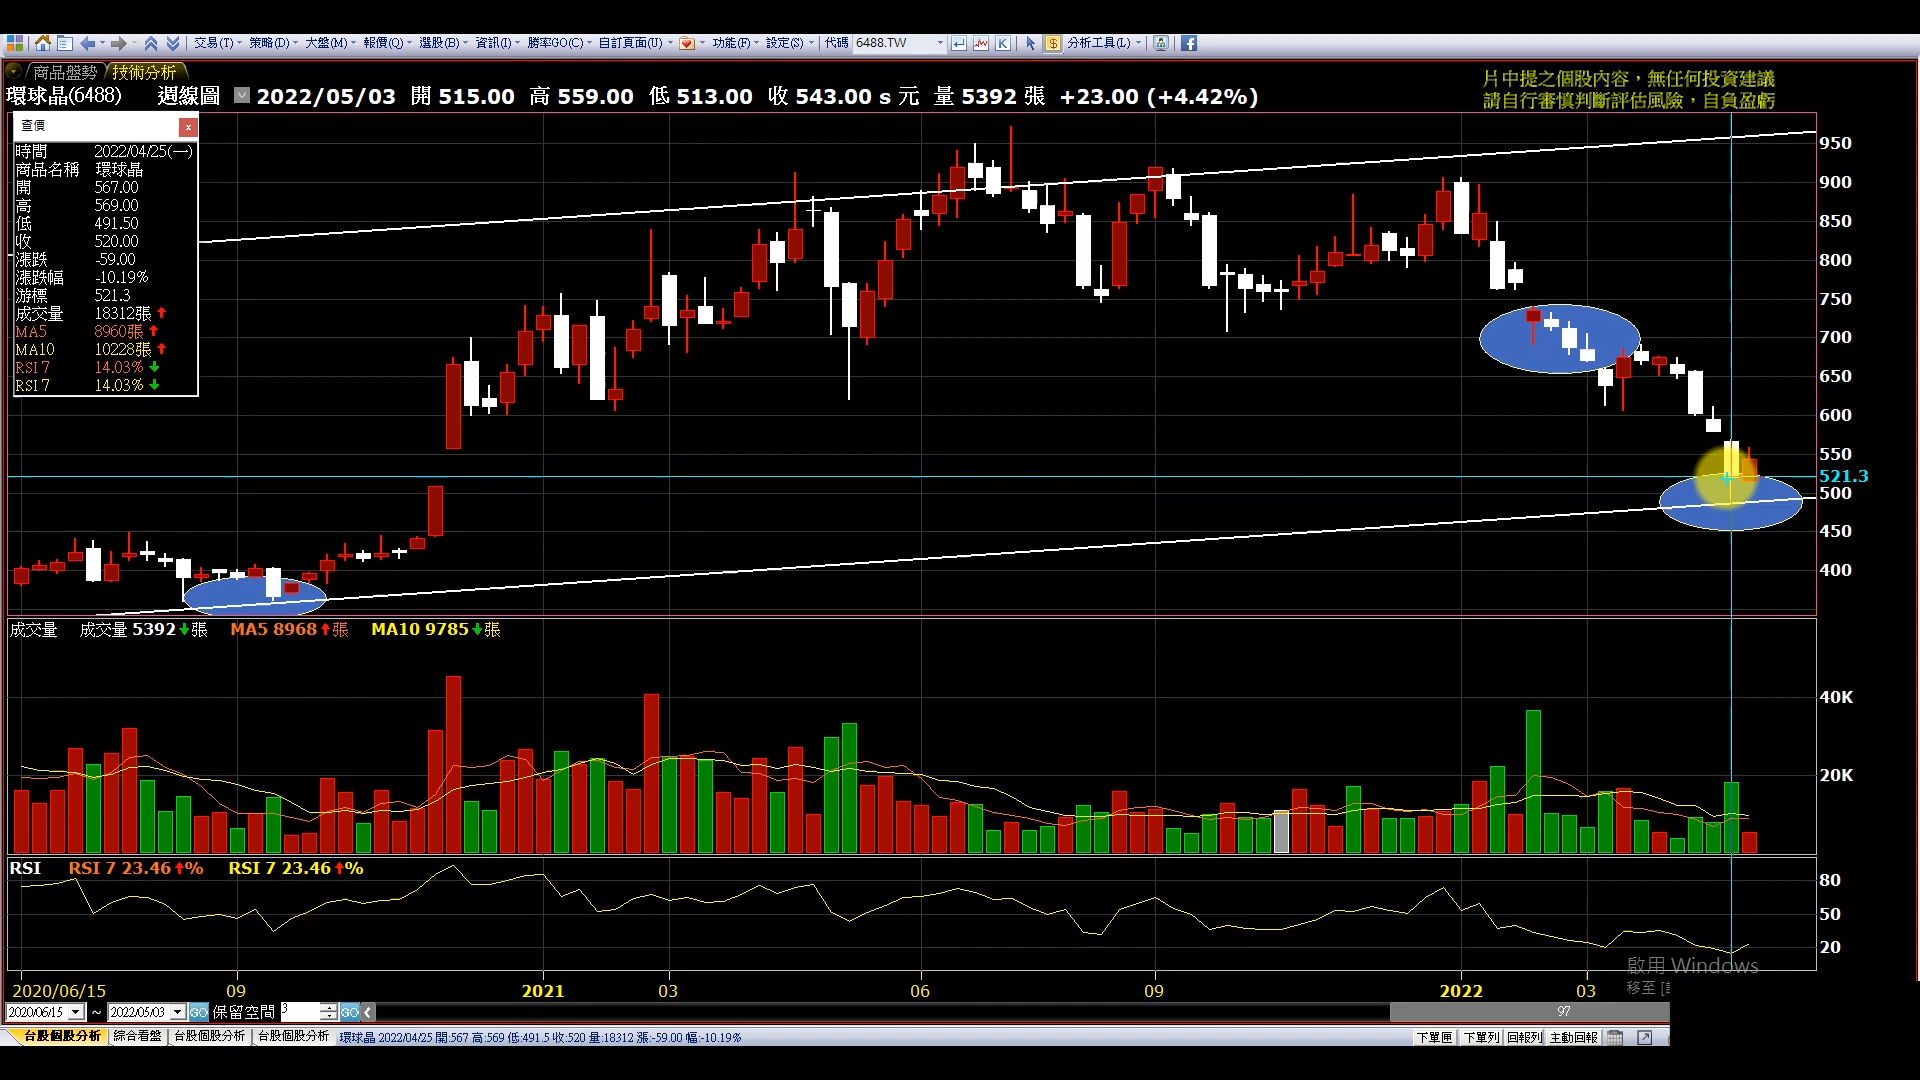 交易(T) 策略(D) 大盤(M) 報價(Q) 選股(B) 資訊(I) 勝率GO(C) 自訂頁面(U) 功能(F) 設定(S) 代碼 6488.TW K $ 分析工具(L)
商品盤勢 技術分析
片中提之個股內容，無任何投資建議
請自行審慎判斷評估風險，自負盈虧
環球晶(6488) 週線圖 2022/05/03 開 515.00 高 559.00 低 513.00 收 543.00 s 元 量 5392 張 +23.00 (+4.42%)
查價 x
時間 2022/04/25(一)
商品名稱 環球晶
開 567.00
高 569.00
低 491.50
收 520.00
漲跌 -59.00
漲跌幅 -10.19%
游標 521.3
成交量 18312張
MA5 8960張
MA10 10228張
RSI 7 14.03%
RSI 7 14.03%
950
900
850
800
750
700
650
600
550
521.3
500
450
400
成交量 成交量 5392 張 MA5 8968 張 MA10 9785 張
40K
20K
RSI RSI 7 23.46 % RSI 7 23.46 %
80
50
20
啟用 Windows
2020/06/15 09 2021 03 06 09 2022 03
2020/06/15 ~ 2022/05/03 GO 保留空間 3 GO 97
台股個股分析 綜合看盤 台股個股分析 台股個股分析 環球晶 2022/04/25 開:567 高:569 低:491.5 收:520 量:18312 漲:-59.00 幅:-10.19% 下單匣 下單列 回報列 主動回報